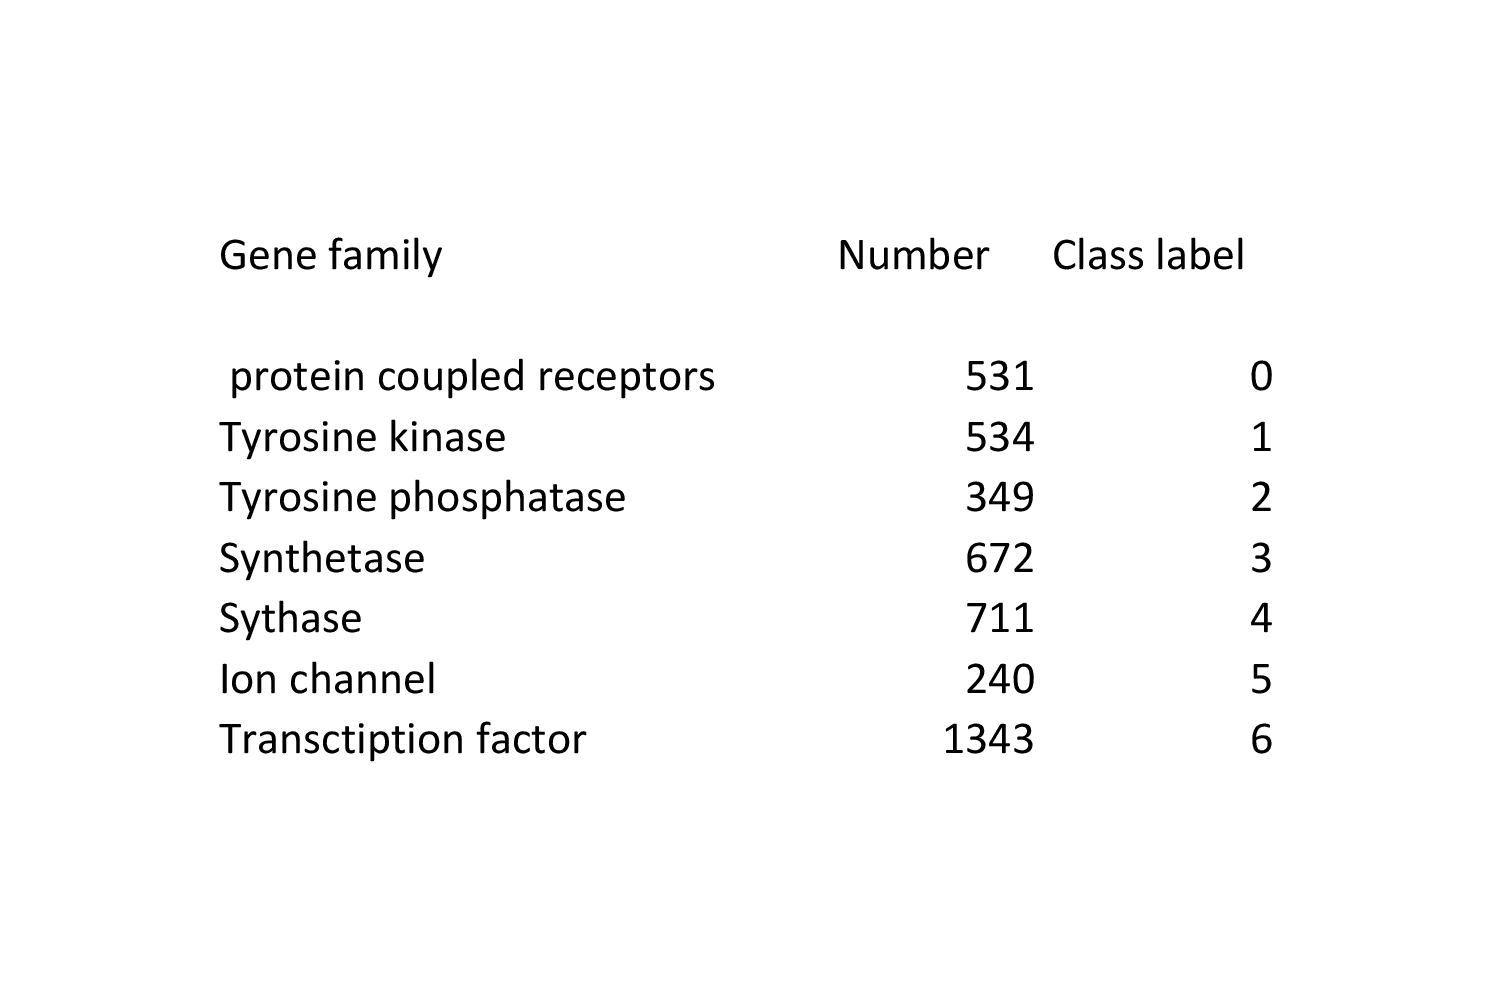 Gene family Number Class label
protein coupled receptors 531 0
Tyrosine kinase 534 1
Tyrosine phosphatase 349 2
Synthetase 672 3
Sythase 711 4
Ion channel 240 5
Transctiption factor 1343 6